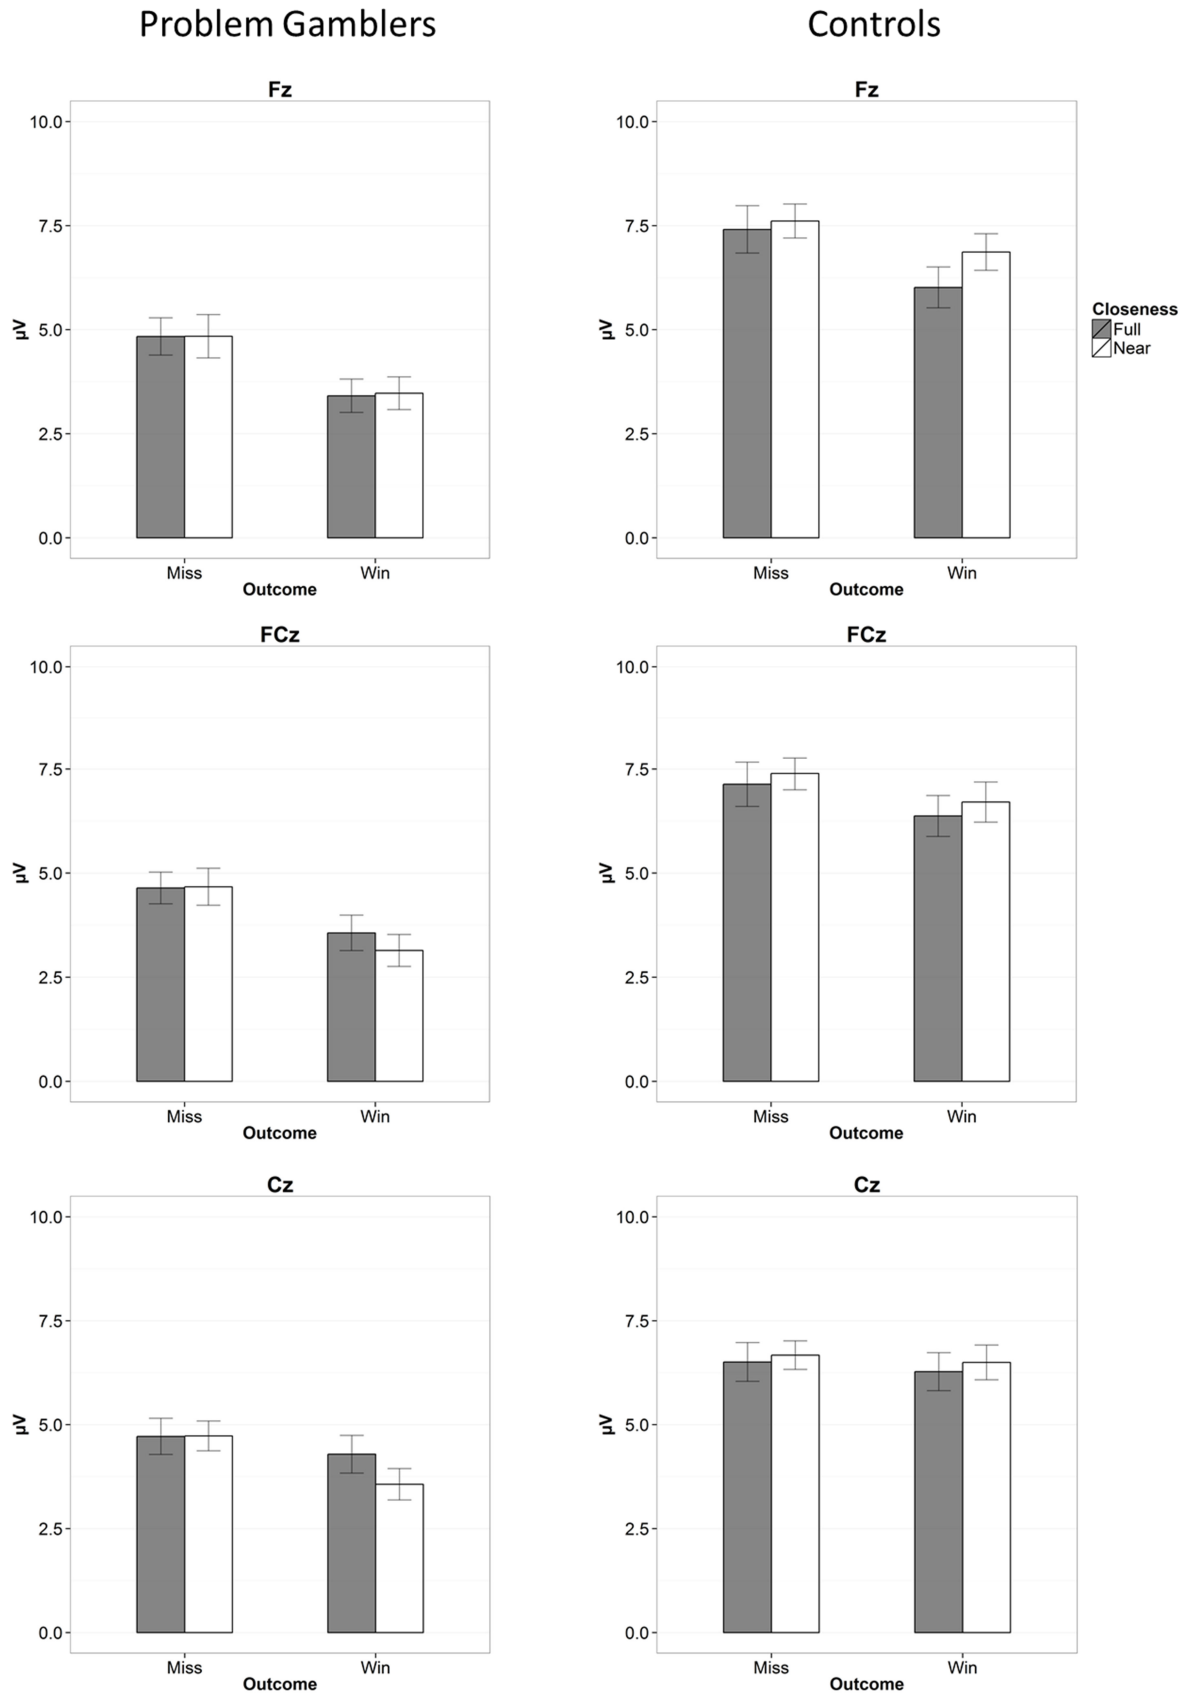 Problem Gamblers
Controls
Fz
10.0
7.5
5.0
2.5
0.0
µV
Miss
Win
Outcome
Fz
10.0
7.5
5.0
2.5
0.0
µV
Miss
Win
Outcome
Closeness
Full
Near
FCz
10.0
7.5
5.0
2.5
0.0
µV
Miss
Win
Outcome
FCz
10.0
7.5
5.0
2.5
0.0
µV
Miss
Win
Outcome
Cz
10.0
7.5
5.0
2.5
0.0
µV
Miss
Win
Outcome
Cz
10.0
7.5
5.0
2.5
0.0
µV
Miss
Win
Outcome